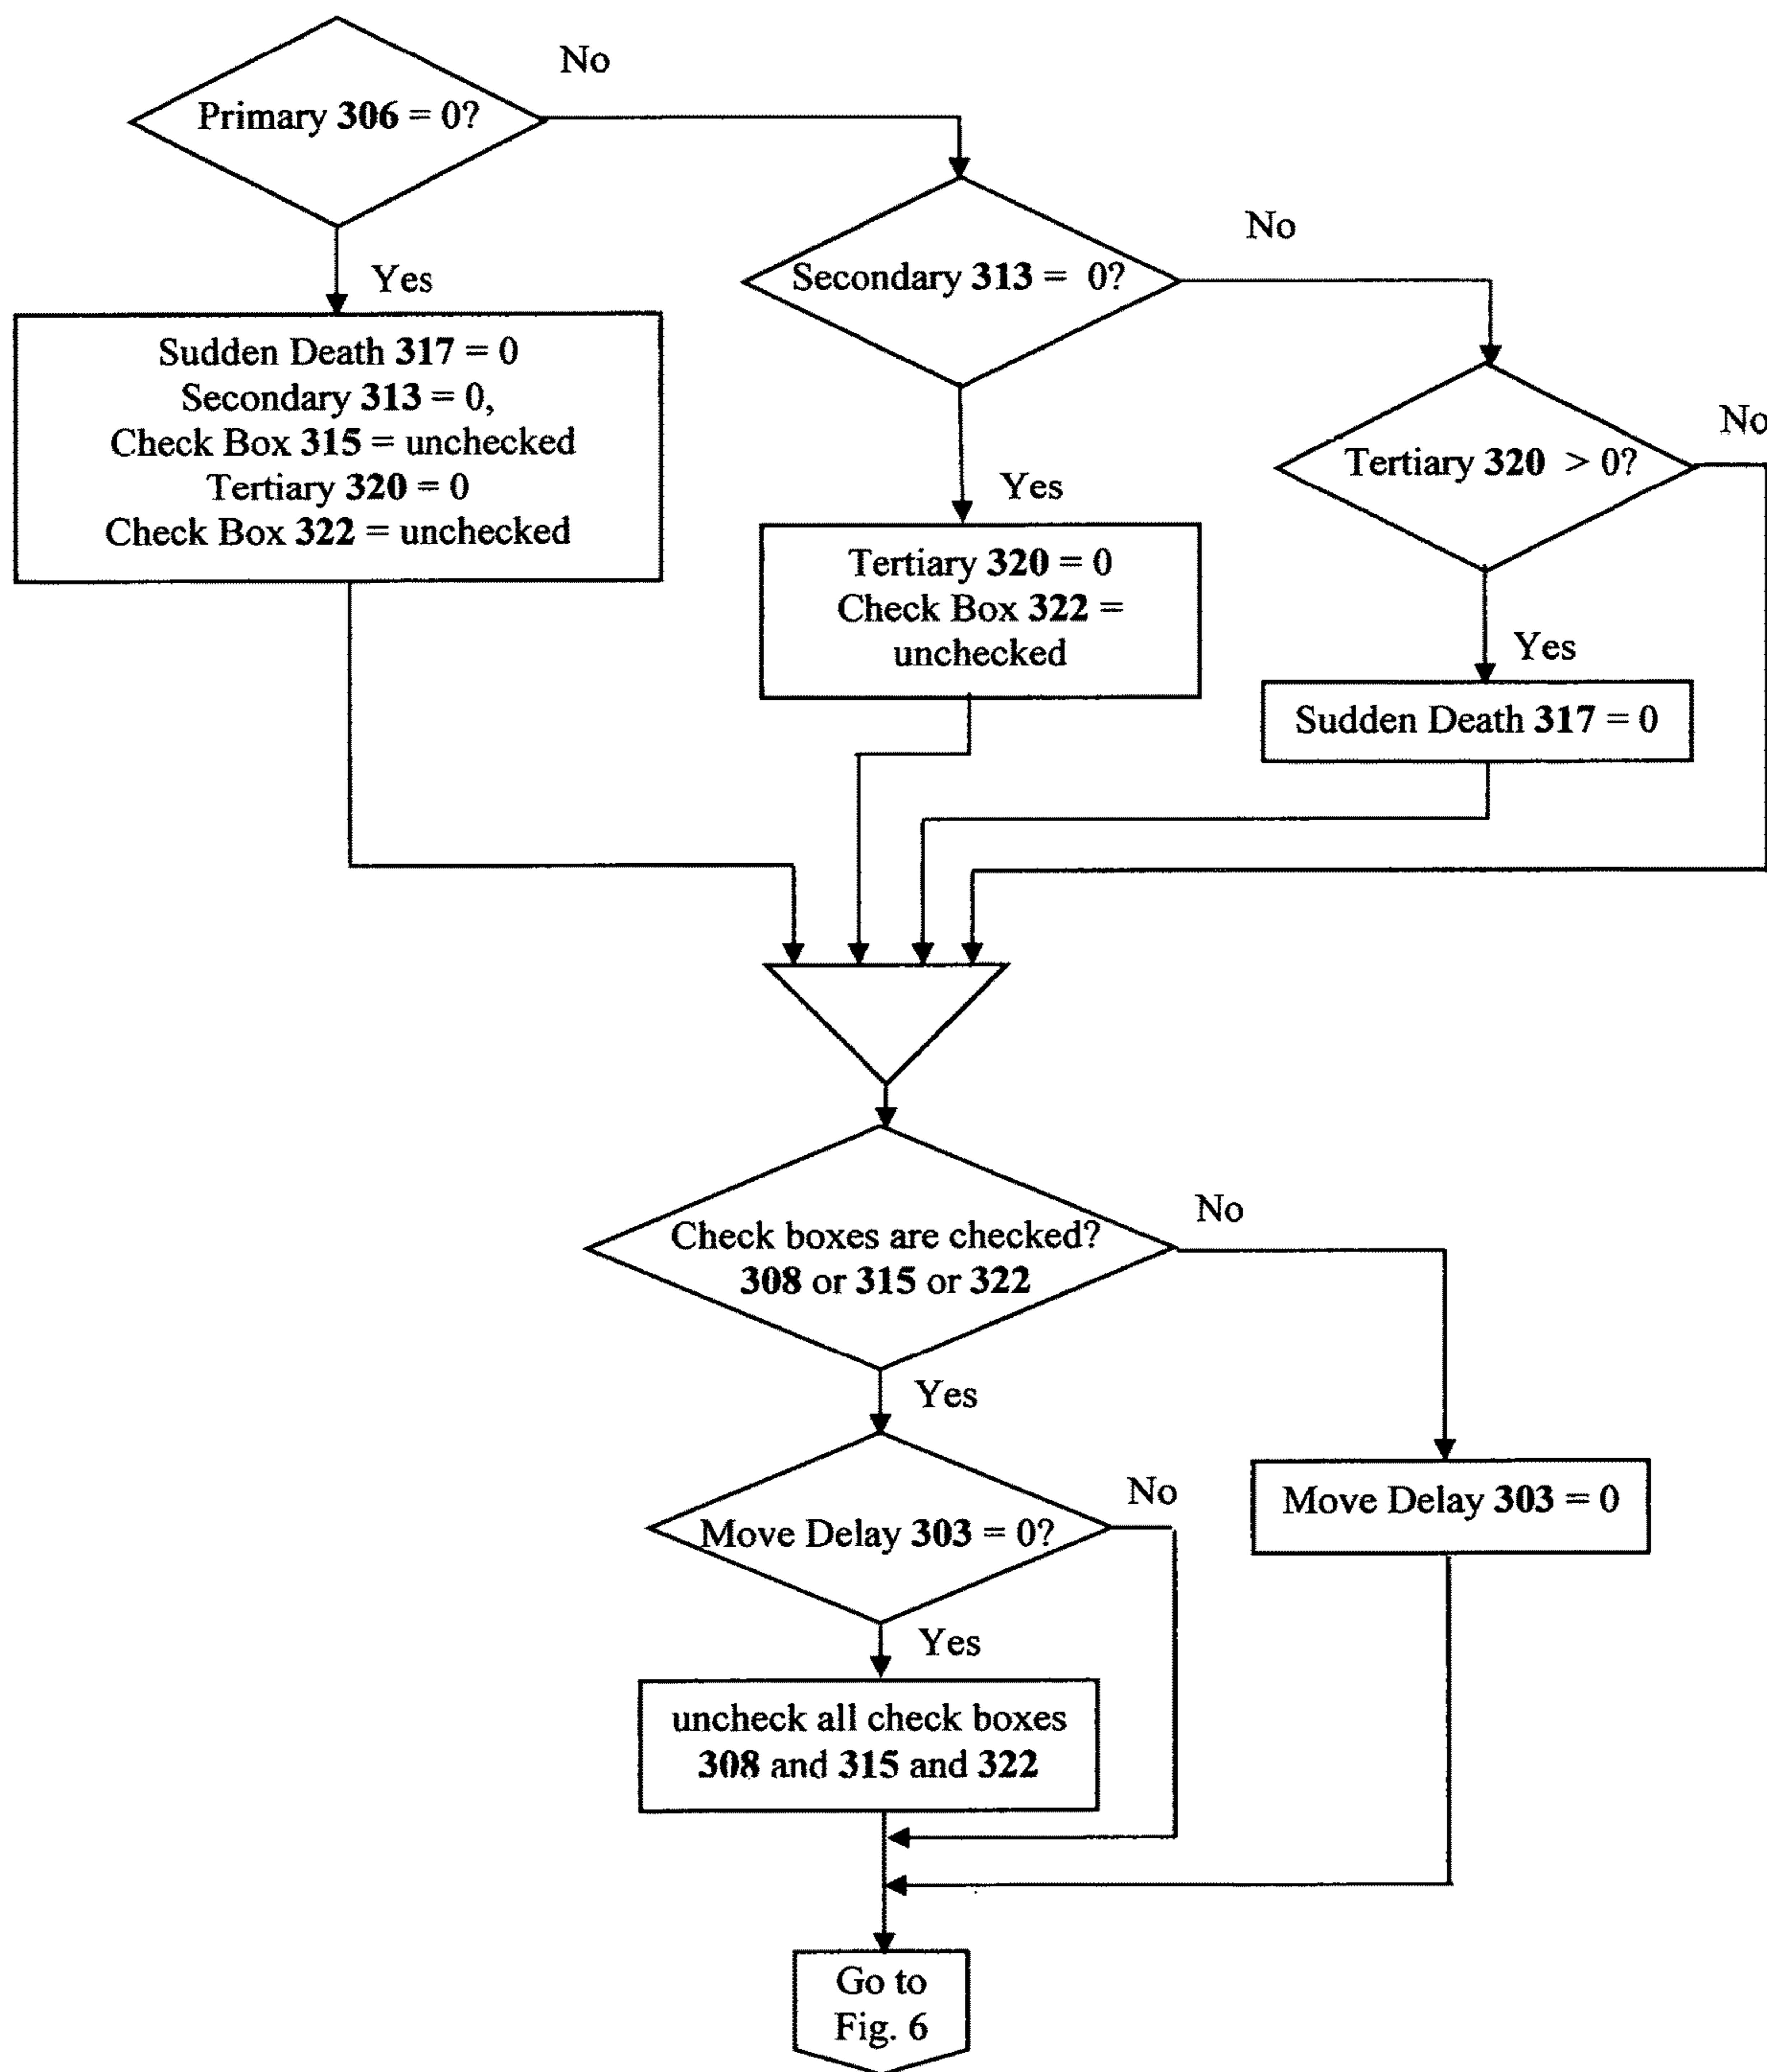 No
Primary 306 = 0?
No
Secondary 313 = 0?
Yes
Sudden Death 317 = 0
Secondary 313 = 0,
Check Box 315 = unchecked
Tertiary 320 = 0
Check Box 322 = unchecked
No
Tertiary 320 > 0?
Yes
Tertiary 320 = 0
Check Box 322 =
unchecked
Yes
Sudden Death 317 = 0
No
Check boxes are checked?
308 or 315 or 322
Yes
No
Move Delay 303 = 0?
Move Delay 303 = 0
Yes
uncheck all check boxes
308 and 315 and 322
Go to
Fig. 6